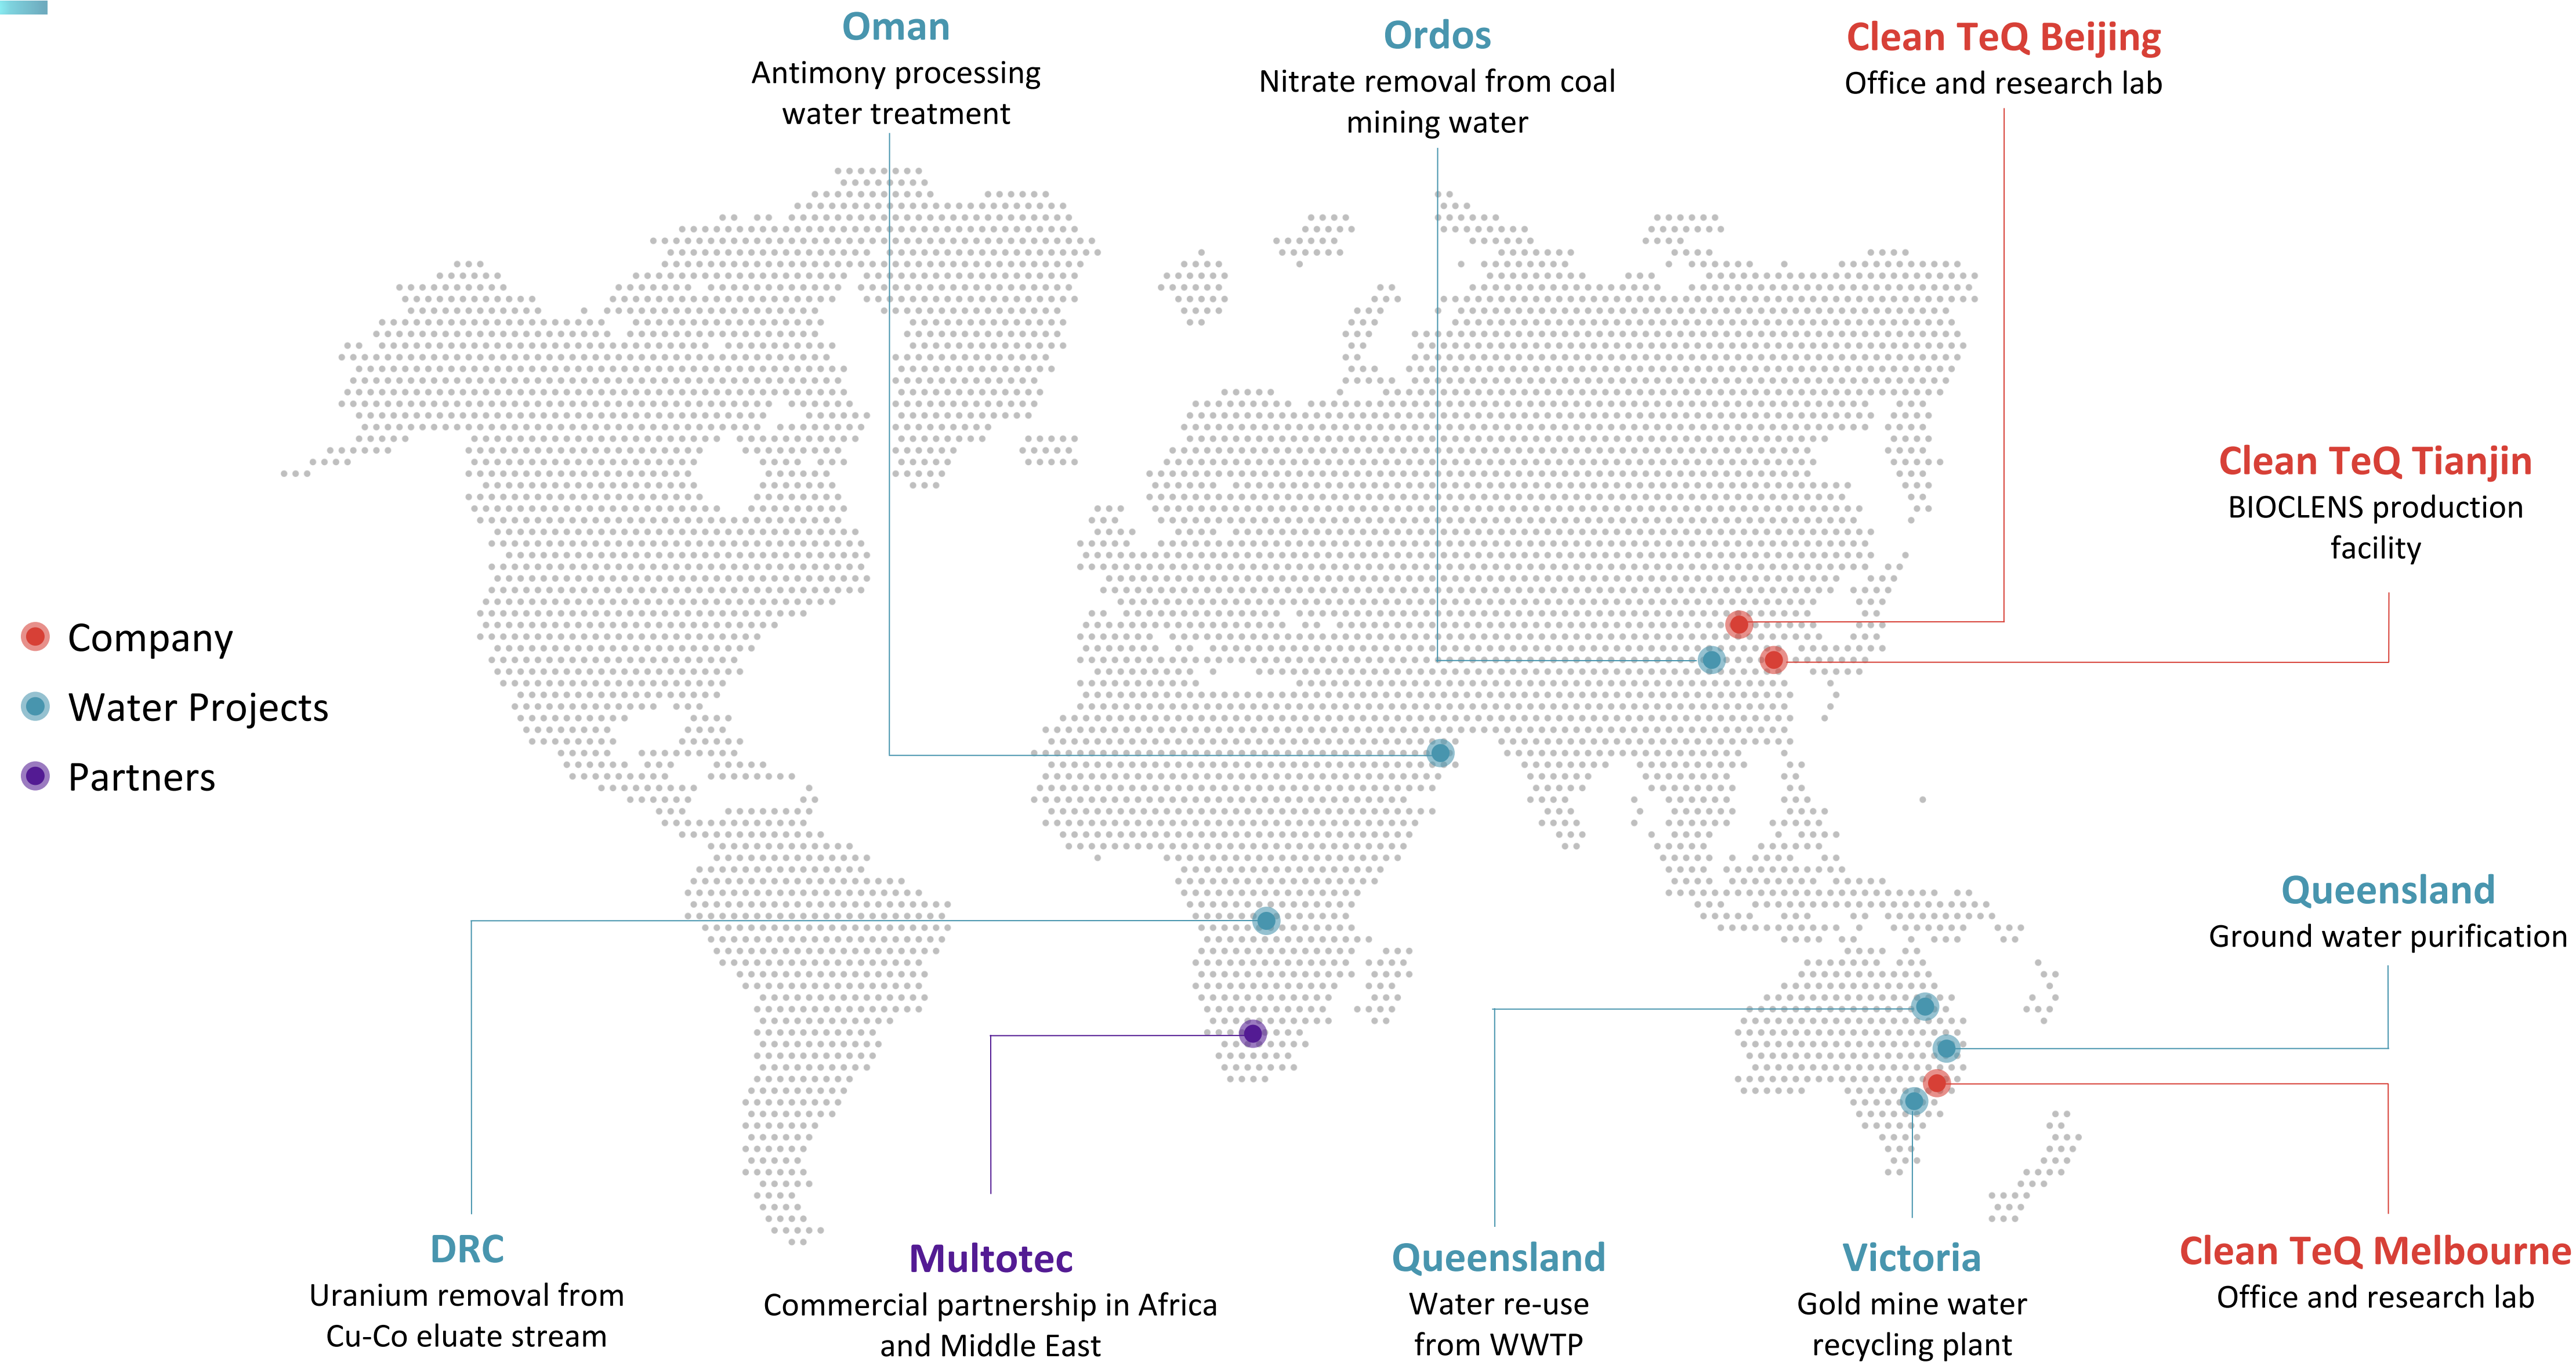 Oman
Antimony processing
water treatment
Ordos
Nitrate removal from coal
mining water
Clean TeQ Beijing
Office and research lab
Clean TeQ Tianjin
BIOCLENS production
facility
Company
Water Projects
Partners
Queensland
Ground water purification
DRC
Uranium removal from
Cu-Co eluate stream
Multotec
Commercial partnership in Africa
and Middle East
Queensland
Water re-use
from WWTP
Victoria
Gold mine water
recycling plant
Clean TeQ Melbourne
Office and research lab